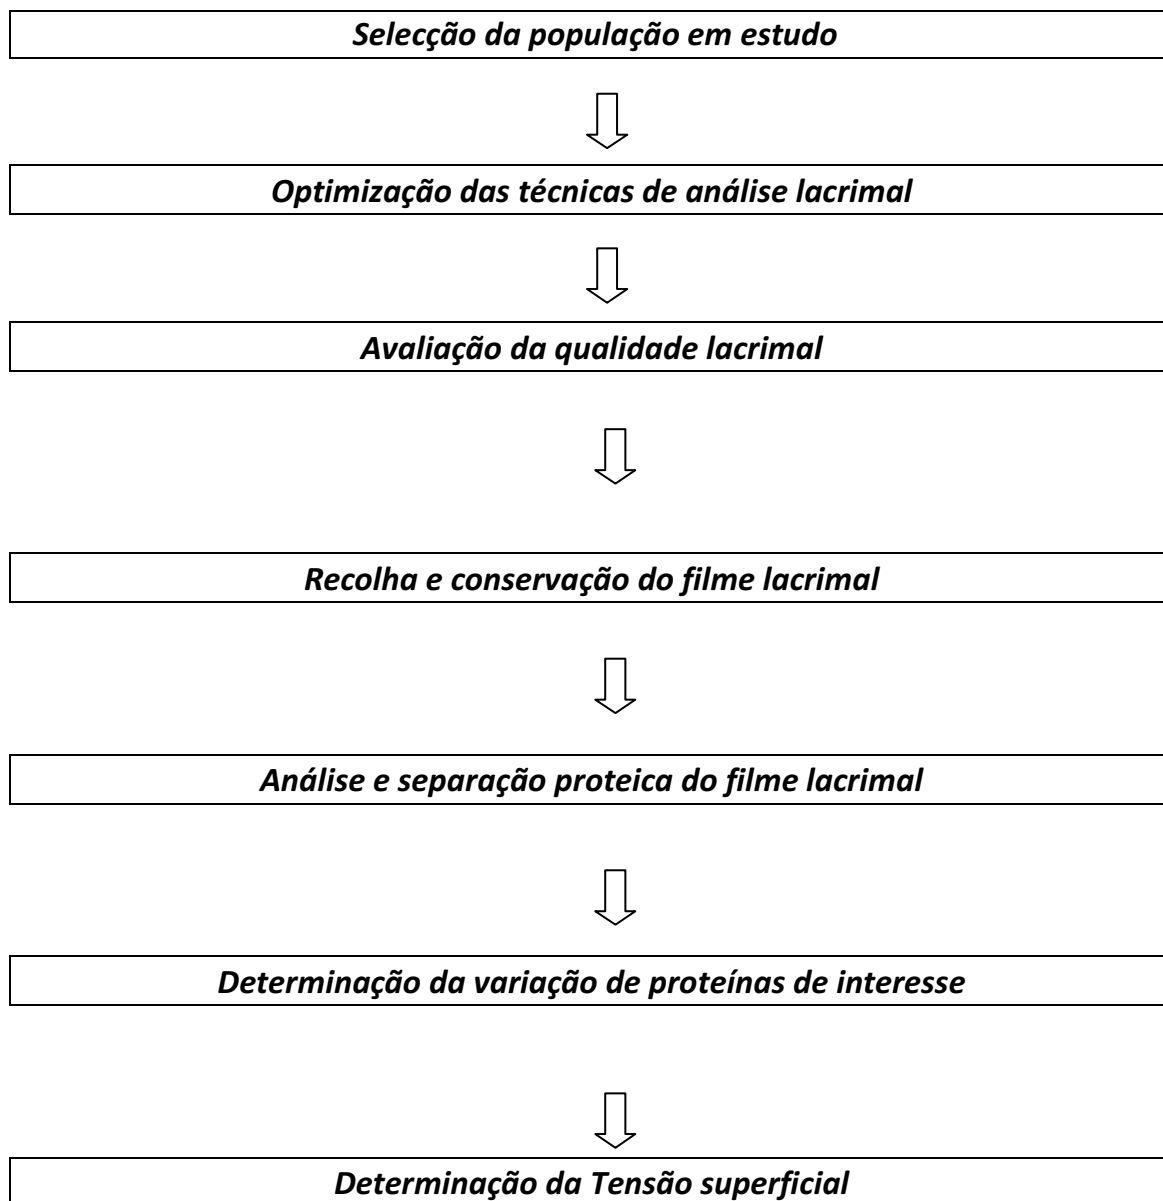 Selecção da população em estudo
Optimização das técnicas de análise lacrimal
Avaliação da qualidade lacrimal
Recolha e conservação do filme lacrimal
Análise e separação proteica do filme lacrimal
Determinação da variação de proteínas de interesse
Determinação da Tensão superficial